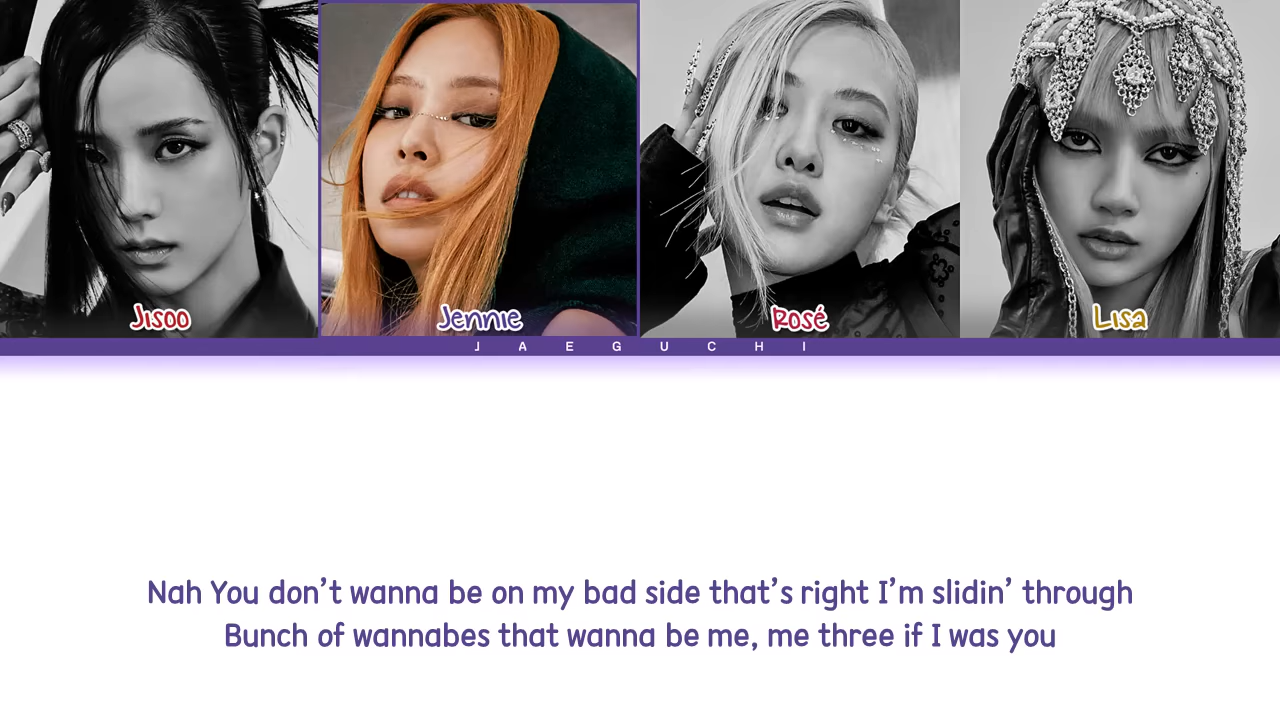 Jisoo
Jennie
Rosé
Lisa
J A E G U C H I
Nah You don’t wanna be on my bad side that’s right I’m slidin’ through
Bunch of wannabes that wanna be me, me three if I was you